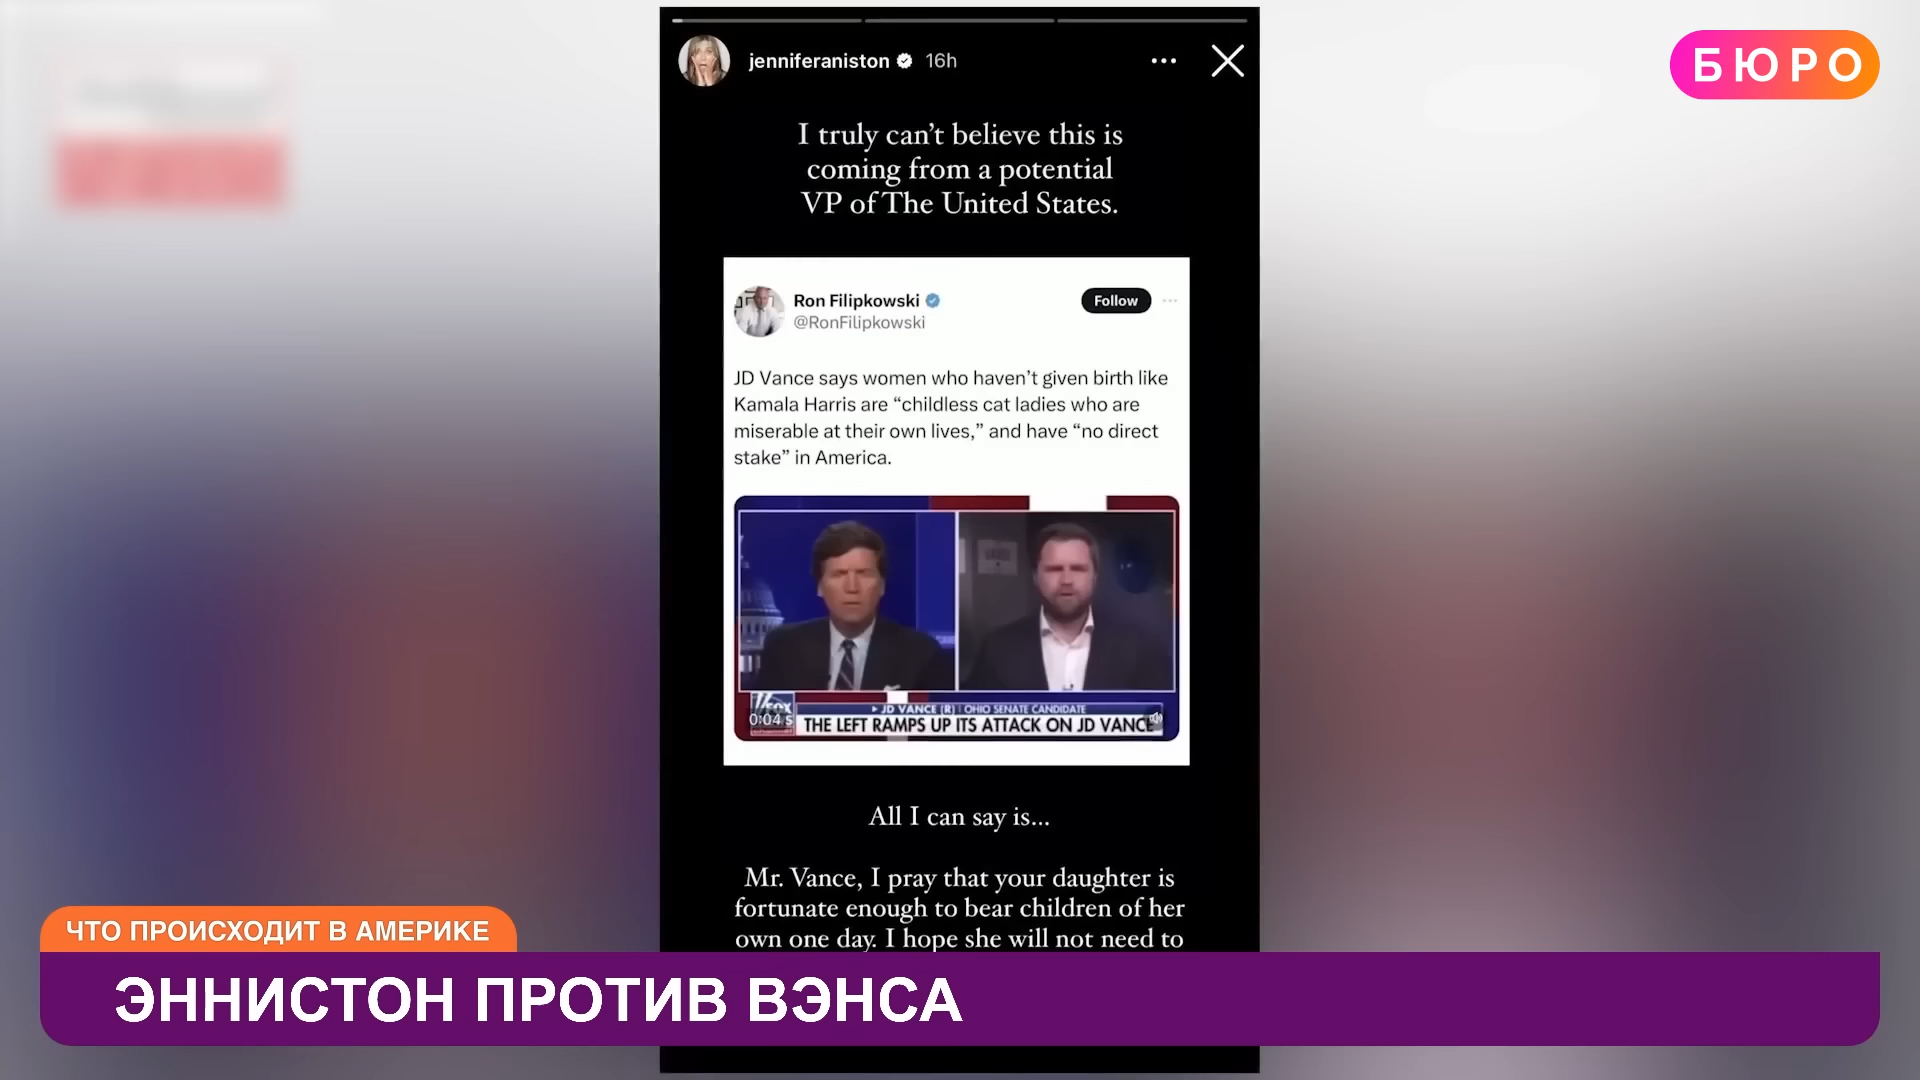 jenniferaniston 16h
БЮРО
I truly can’t believe this is
coming from a potential
VP of The United States.
Ron Filipkowski
@RonFilipkowski
Follow
JD Vance says women who haven’t given birth like
Kamala Harris are “childless cat ladies who are
miserable at their own lives,” and have “no direct
stake” in America.
FOX
0:04
JD VANCE (R) | OHIO SENATE CANDIDATE
THE LEFT RAMPS UP ITS ATTACK ON JD VANCE
All I can say is...
Mr. Vance, I pray that your daughter is
fortunate enough to bear children of her
own one day. I hope she will not need to
ЧТО ПРОИСХОДИТ В АМЕРИКЕ
ЭННИСТОН ПРОТИВ ВЭНСА